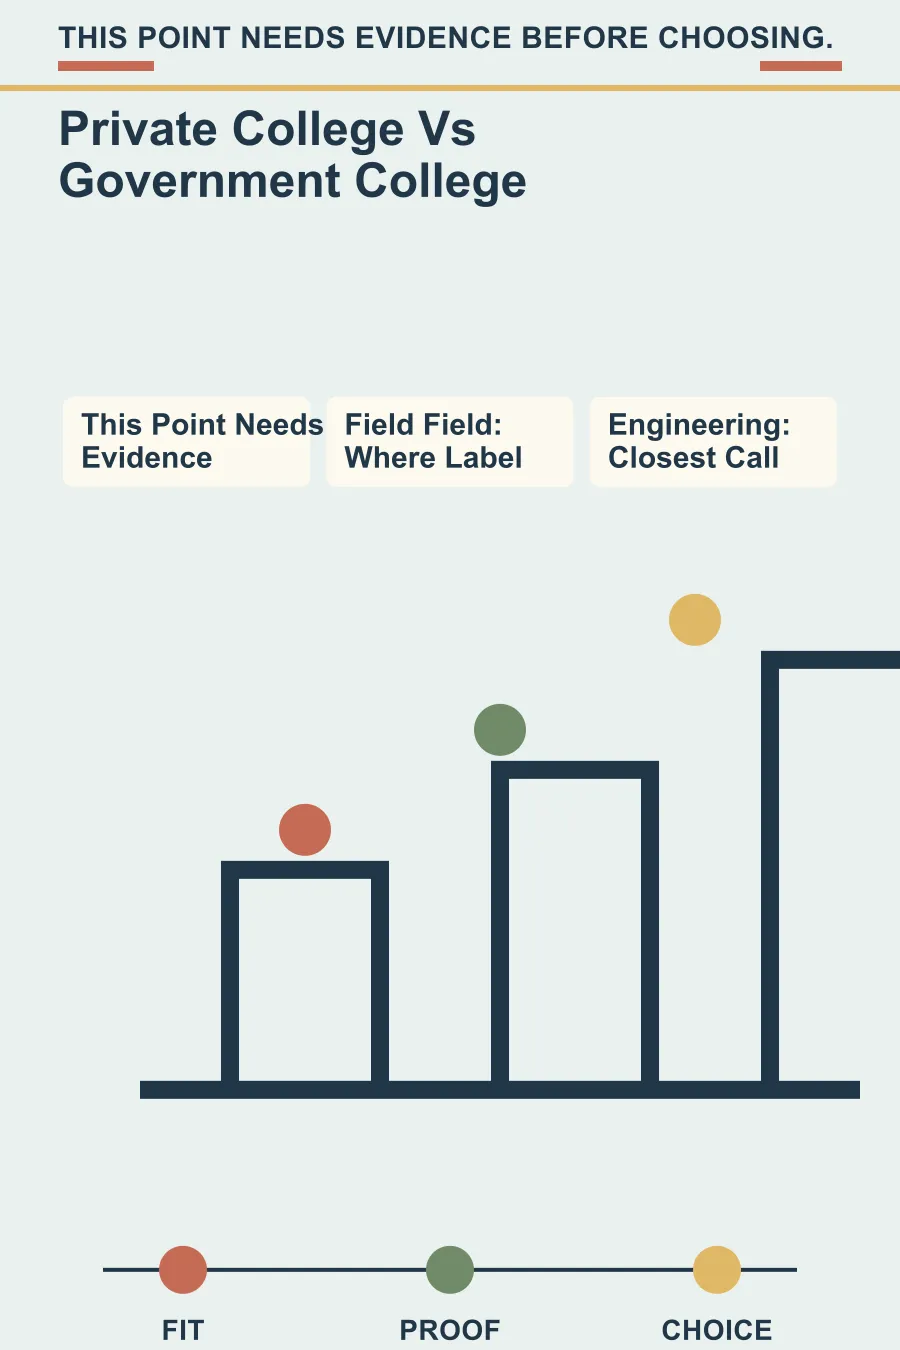 THIS POINT NEEDS EVIDENCE BEFORE CHOOSING.
Private College Vs
Government College
This Point Needs
Evidence
Field Field:
Where Label
Engineering:
Closest Call
FIT
PROOF
CHOICE